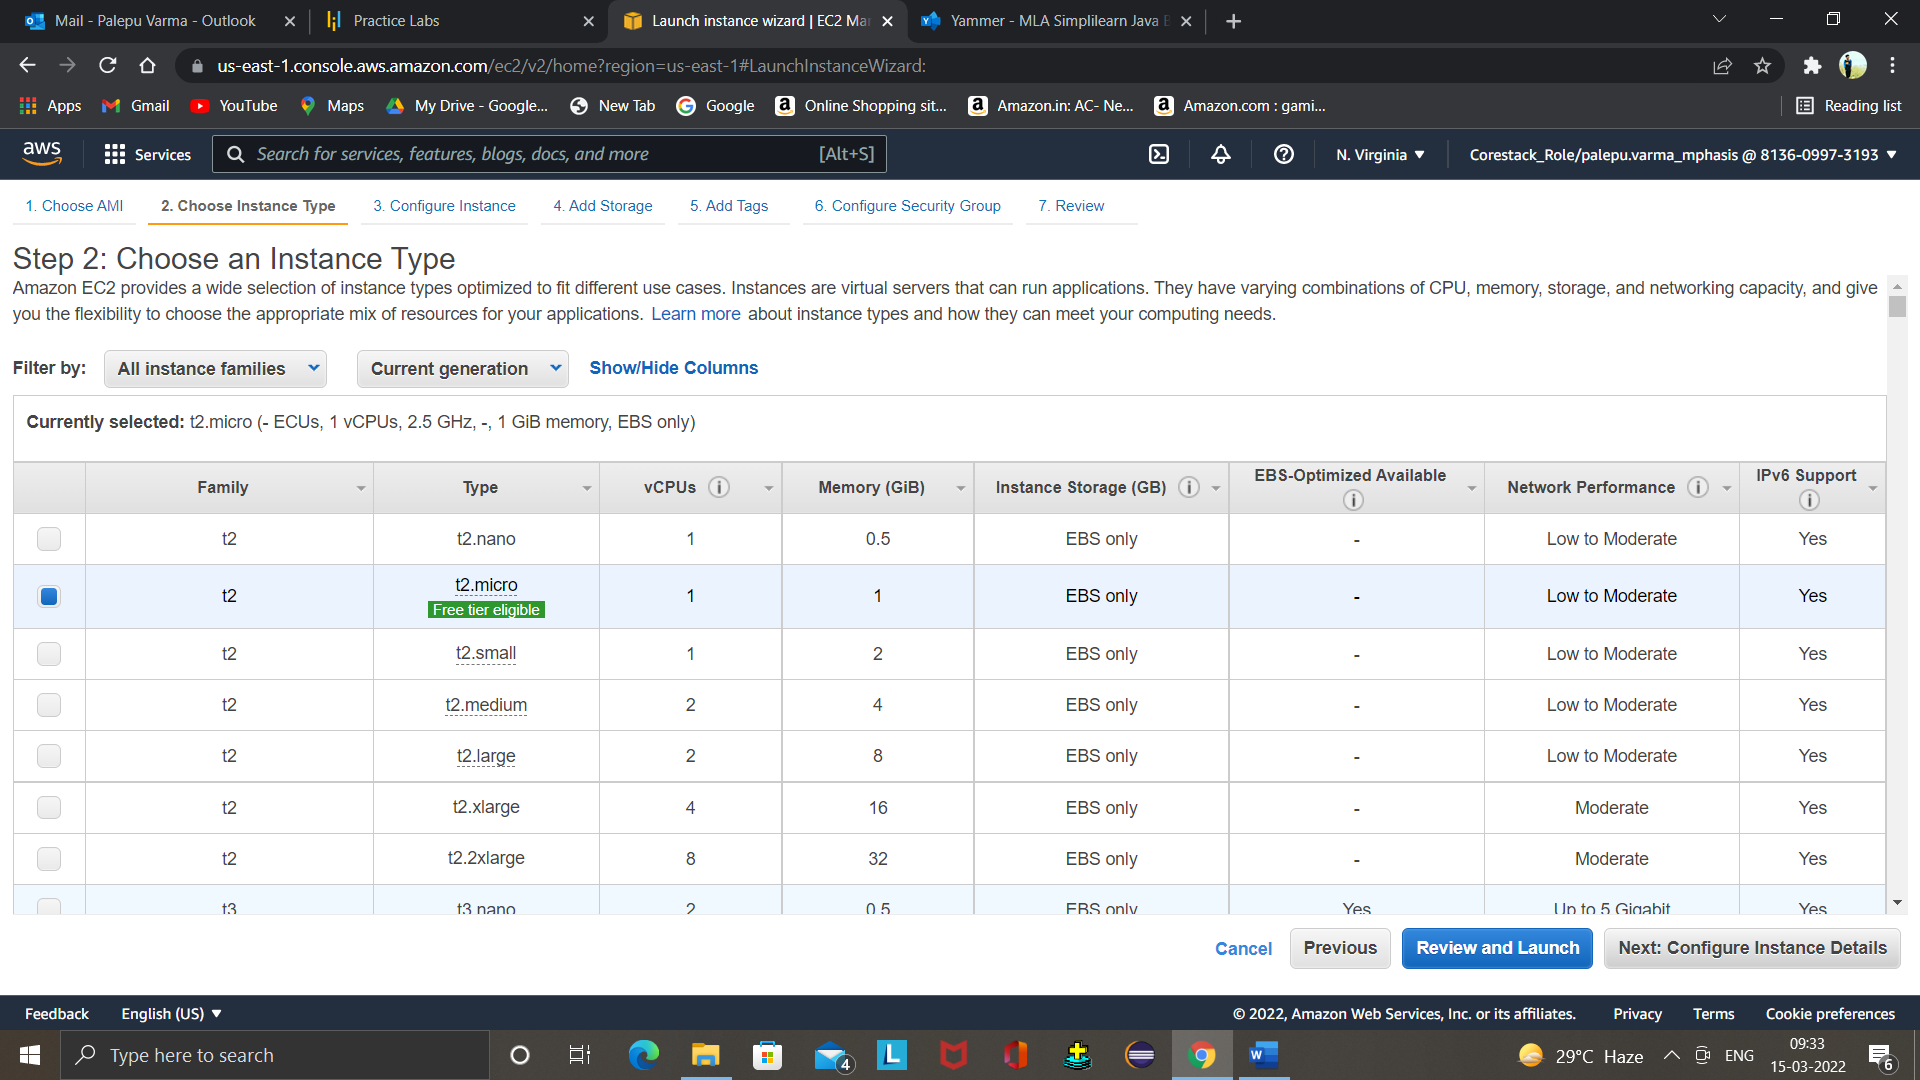 Mail - Palepu Varma - Outlook
Practice Labs
Launch instance wizard | EC2 Ma
Yammer - MLA Simplilearn Java
us-east-1.console.aws.amazon.com/ec2/v2/home?region=us-east-1#LaunchInstanceWizard:
Apps Gmail YouTube Maps My Drive - Google... New Tab Google Online Shopping sit... Amazon.in: AC- Ne... Amazon.com : gami... Reading list
aws Services Search for services, features, blogs, docs, and more [Alt+S] N. Virginia Corestack_Role/palepu.varma_mphasis @ 8136-0997-3193
1. Choose AMI 2. Choose Instance Type 3. Configure Instance 4. Add Storage 5. Add Tags 6. Configure Security Group 7. Review
Step 2: Choose an Instance Type
Amazon EC2 provides a wide selection of instance types optimized to fit different use cases. Instances are virtual servers that can run applications. They have varying combinations of CPU, memory, storage, and networking capacity, and give
you the flexibility to choose the appropriate mix of resources for your applications. Learn more about instance types and how they can meet your computing needs.
Filter by: All instance families Current generation Show/Hide Columns
Currently selected: t2.micro (- ECUs, 1 vCPUs, 2.5 GHz, -, 1 GiB memory, EBS only)
Family Type vCPUs Memory (GiB) Instance Storage (GB) EBS-Optimized Available Network Performance IPv6 Support
t2 t2.nano 1 0.5 EBS only - Low to Moderate Yes
t2 t2.micro 1 1 EBS only - Low to Moderate Yes
Free tier eligible
t2 t2.small 1 2 EBS only - Low to Moderate Yes
t2 t2.medium 2 4 EBS only - Low to Moderate Yes
t2 t2.large 2 8 EBS only - Low to Moderate Yes
t2 t2.xlarge 4 16 EBS only - Moderate Yes
t2 t2.2xlarge 8 32 EBS only - Moderate Yes
t3 t3.nano 2 0.5 EBS only Yes Up to 5 Gigabit Yes
Cancel Previous Review and Launch Next: Configure Instance Details
Feedback English (US) © 2022, Amazon Web Services, Inc. or its affiliates. Privacy Terms Cookie preferences
Type here to search 4 L W 29°C Haze ENG 09:33
15-03-2022 6